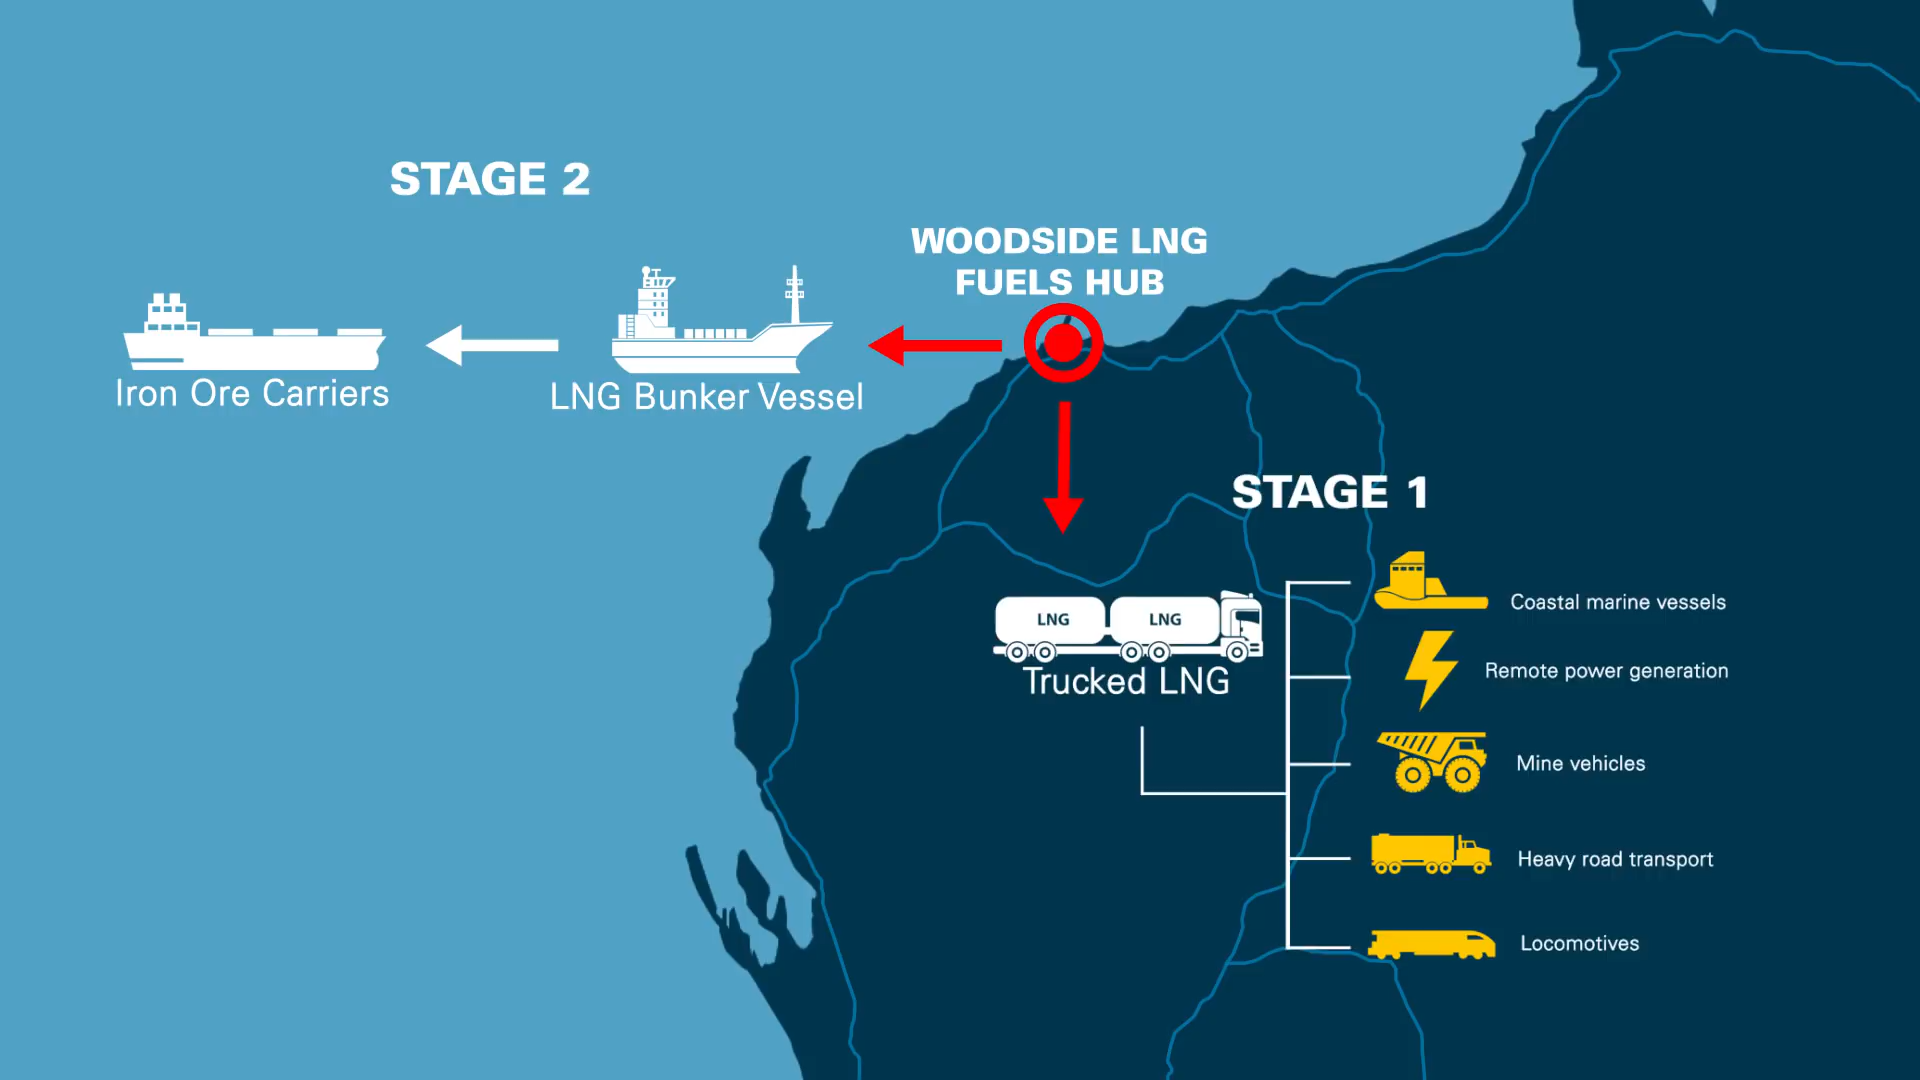 STAGE 2
WOODSIDE LNG
FUELS HUB
Iron Ore Carriers
LNG Bunker Vessel
STAGE 1
LNG
LNG
Trucked LNG
Coastal marine vessels
Remote power generation
Mine vehicles
Heavy road transport
Locomotives